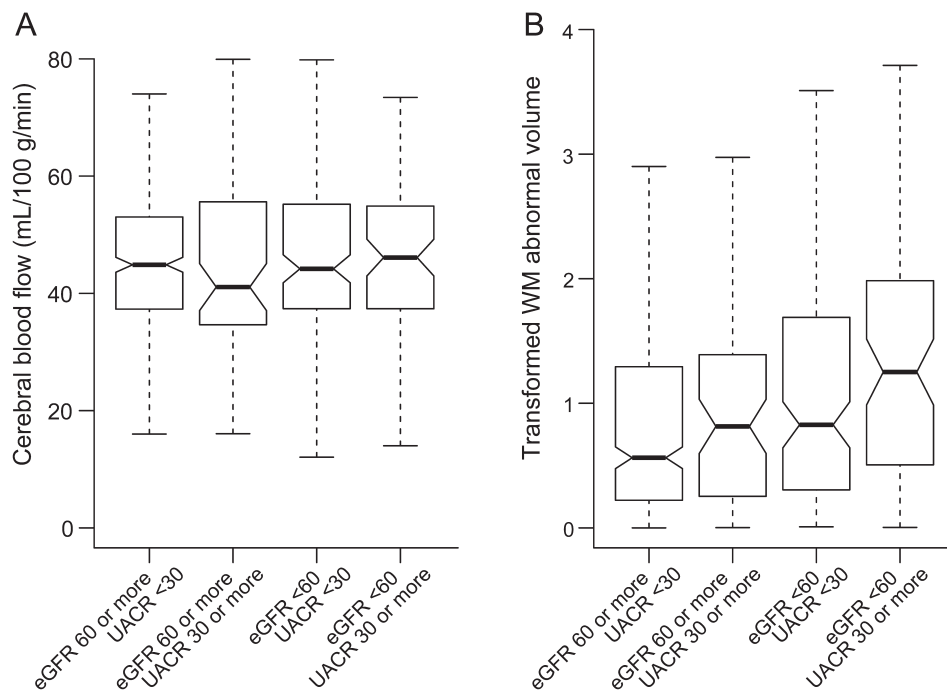 A
Cerebral blood flow (mL/100 g/min)
80
60
40
20
0
eGFR 60 or more
UACR <30
eGFR 60 or more
UACR 30 or more
eGFR <60
UACR <30
eGFR <60
UACR 30 or more
B
Transformed WM abnormal volume
4
3
2
1
0
eGFR 60 or more
UACR <30
eGFR 60 or more
UACR 30 or more
eGFR <60
UACR <30
eGFR <60
UACR 30 or more